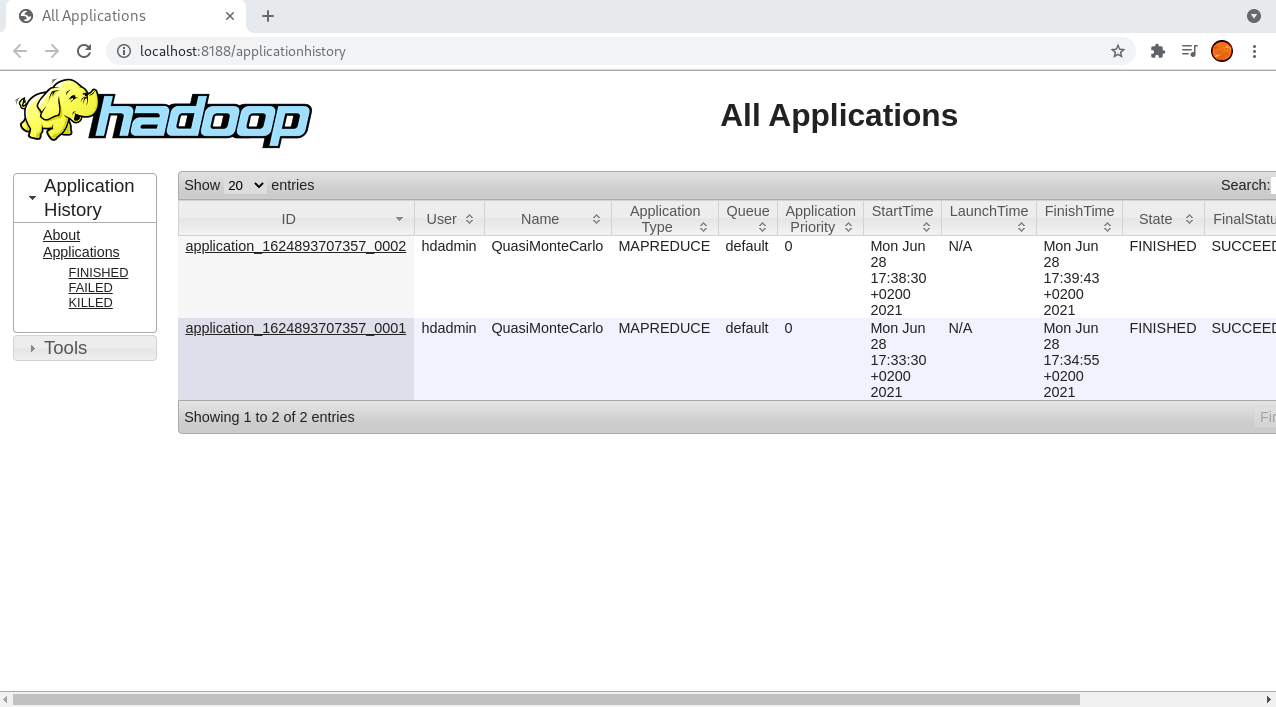 All Applications
localhost:8188/applicationhistory
hadoop
All Applications
Application
History
About
Applications
FINISHED
FAILED
KILLED
Tools
Show 20 entries Search:
ID User Name Application Type Queue Application Priority StartTime LaunchTime FinishTime State FinalStatu
application_1624893707357_0002 hdadmin QuasiMonteCarlo MAPREDUCE default 0 Mon Jun 28 17:38:30 +0200 2021 N/A Mon Jun 28 17:39:43 +0200 2021 FINISHED SUCCEED
application_1624893707357_0001 hdadmin QuasiMonteCarlo MAPREDUCE default 0 Mon Jun 28 17:33:30 +0200 2021 N/A Mon Jun 28 17:34:55 +0200 2021 FINISHED SUCCEED
Showing 1 to 2 of 2 entries Fir